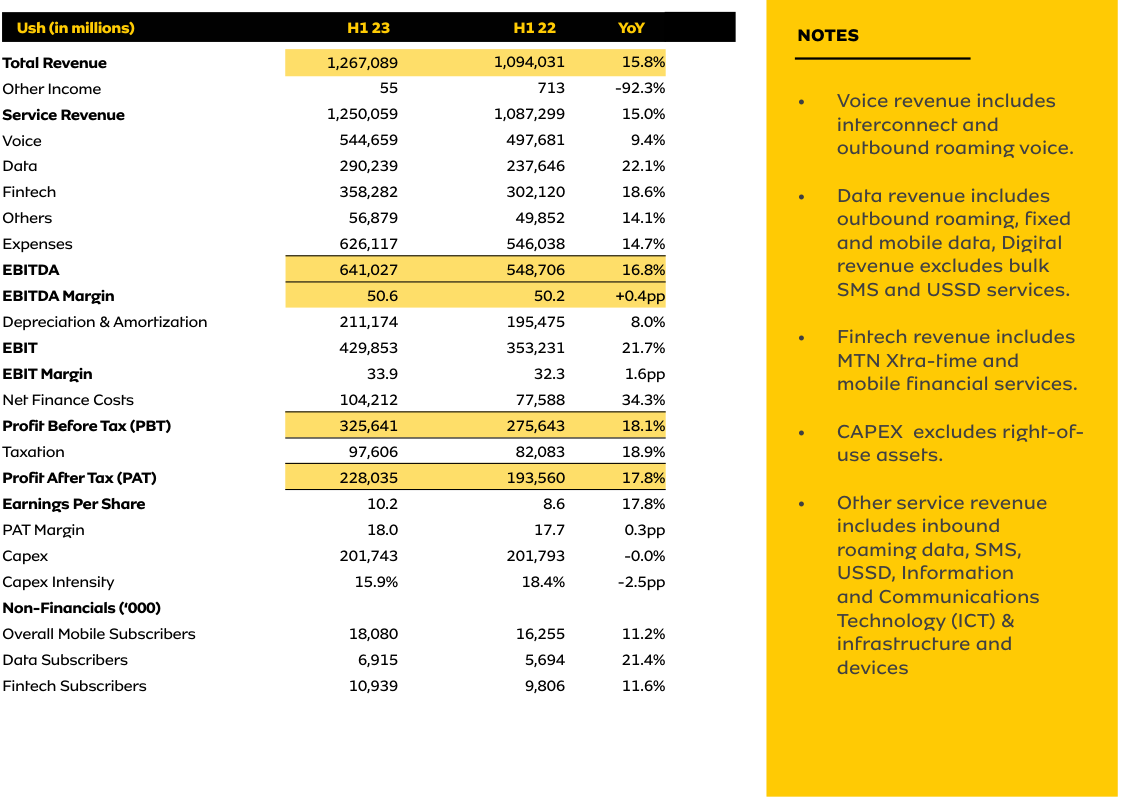 Ush (in millions) H1 23 H1 22 YoY
Total Revenue 1,267,089 1,094,031 15.8%
Other Income 55 713 -92.3%
Service Revenue 1,250,059 1,087,299 15.0%
Voice 544,659 497,681 9.4%
Data 290,239 237,646 22.1%
Fintech 358,282 302,120 18.6%
Others 56,879 49,852 14.1%
Expenses 626,117 546,038 14.7%
EBITDA 641,027 548,706 16.8%
EBITDA Margin 50.6 50.2 +0.4pp
Depreciation & Amortization 211,174 195,475 8.0%
EBIT 429,853 353,231 21.7%
EBIT Margin 33.9 32.3 1.6pp
Net Finance Costs 104,212 77,588 34.3%
Profit Before Tax (PBT) 325,641 275,643 18.1%
Taxation 97,606 82,083 18.9%
Profit After Tax (PAT) 228,035 193,560 17.8%
Earnings Per Share 10.2 8.6 17.8%
PAT Margin 18.0 17.7 0.3pp
Capex 201,743 201,793 -0.0%
Capex Intensity 15.9% 18.4% -2.5pp
Non-Financials ('000)
Overall Mobile Subscribers 18,080 16,255 11.2%
Data Subscribers 6,915 5,694 21.4%
Fintech Subscribers 10,939 9,806 11.6%
NOTES
• Voice revenue includes
interconnect and
outbound roaming voice.
• Data revenue includes
outbound roaming, fixed
and mobile data, Digital
revenue excludes bulk
SMS and USSD services.
• Fintech revenue includes
MTN Xtra-time and
mobile financial services.
• CAPEX excludes right-of-
use assets.
• Other service revenue
includes inbound
roaming data, SMS,
USSD, Information
and Communications
Technology (ICT) &
infrastructure and
devices